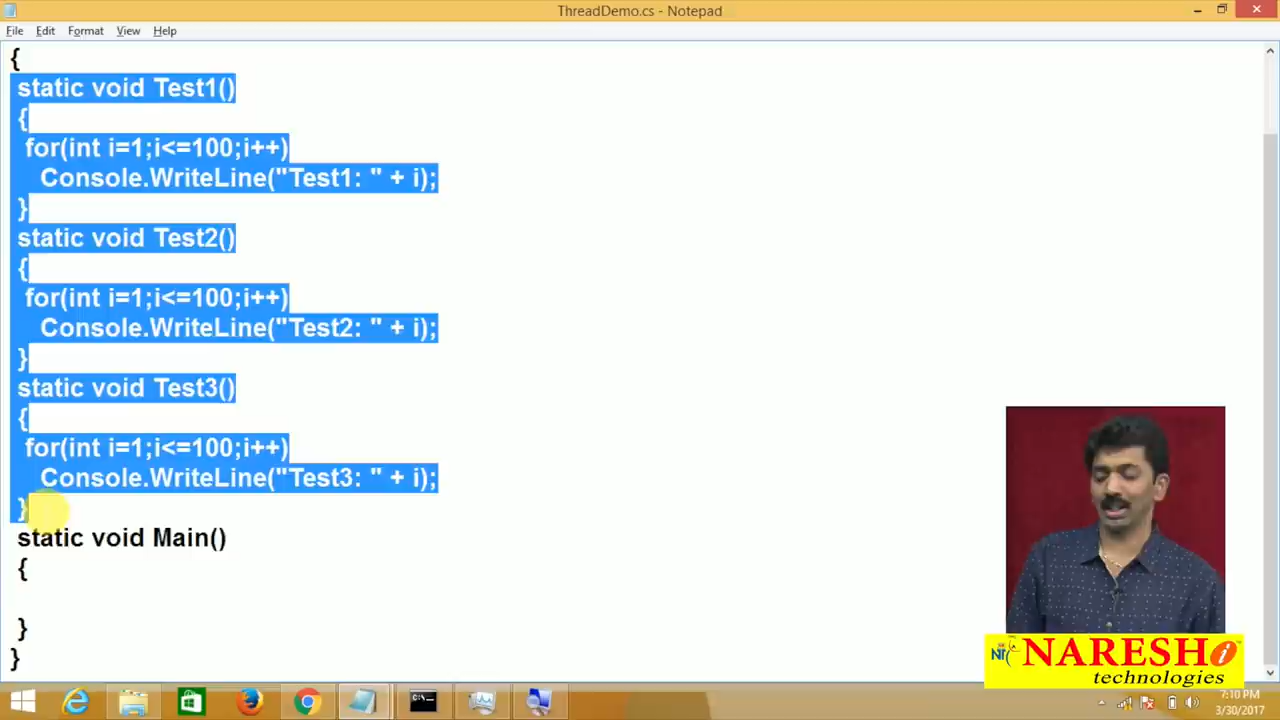 ThreadDemo.cs - Notepad
File Edit Format View Help
{
static void Test1()
{
for(int i=1;i<=100;i++)
Console.WriteLine("Test1: " + i);
}
static void Test2()
{
for(int i=1;i<=100;i++)
Console.WriteLine("Test2: " + i);
}
static void Test3()
{
for(int i=1;i<=100;i++)
Console.WriteLine("Test3: " + i);
}
static void Main()
{
}
}
NARESH i
technologies
7:10 PM
3/30/2017